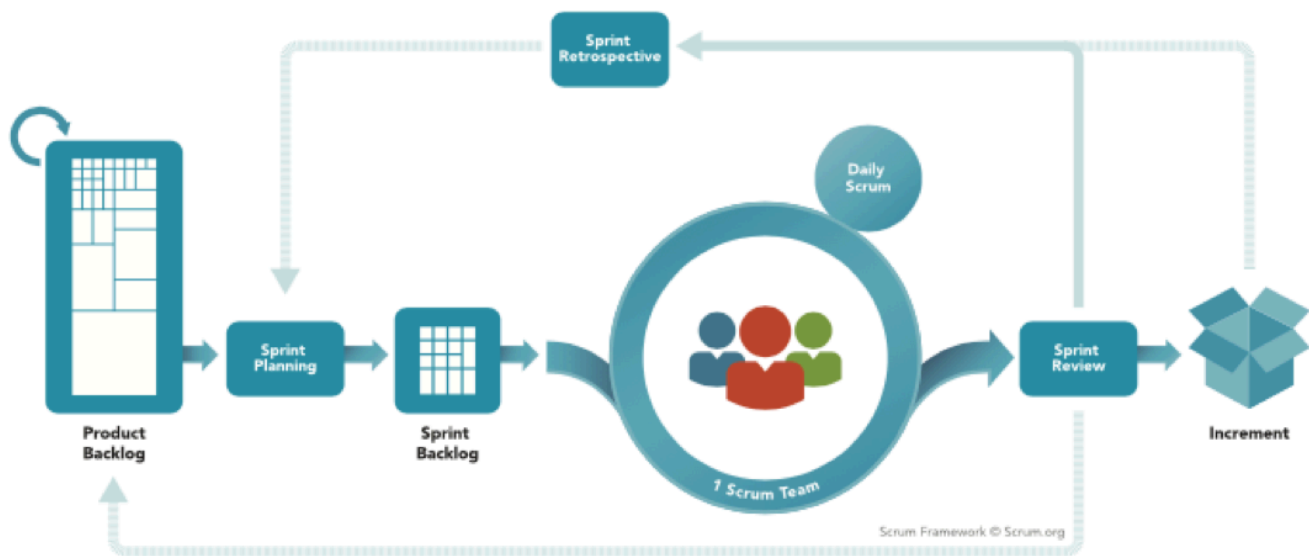 Sprint
Retrospective
Daily
Scrum
Sprint
Planning
Sprint
Review
Product
Backlog
Sprint
Backlog
Increment
1 Scrum Team
Scrum Framework © Scrum.org